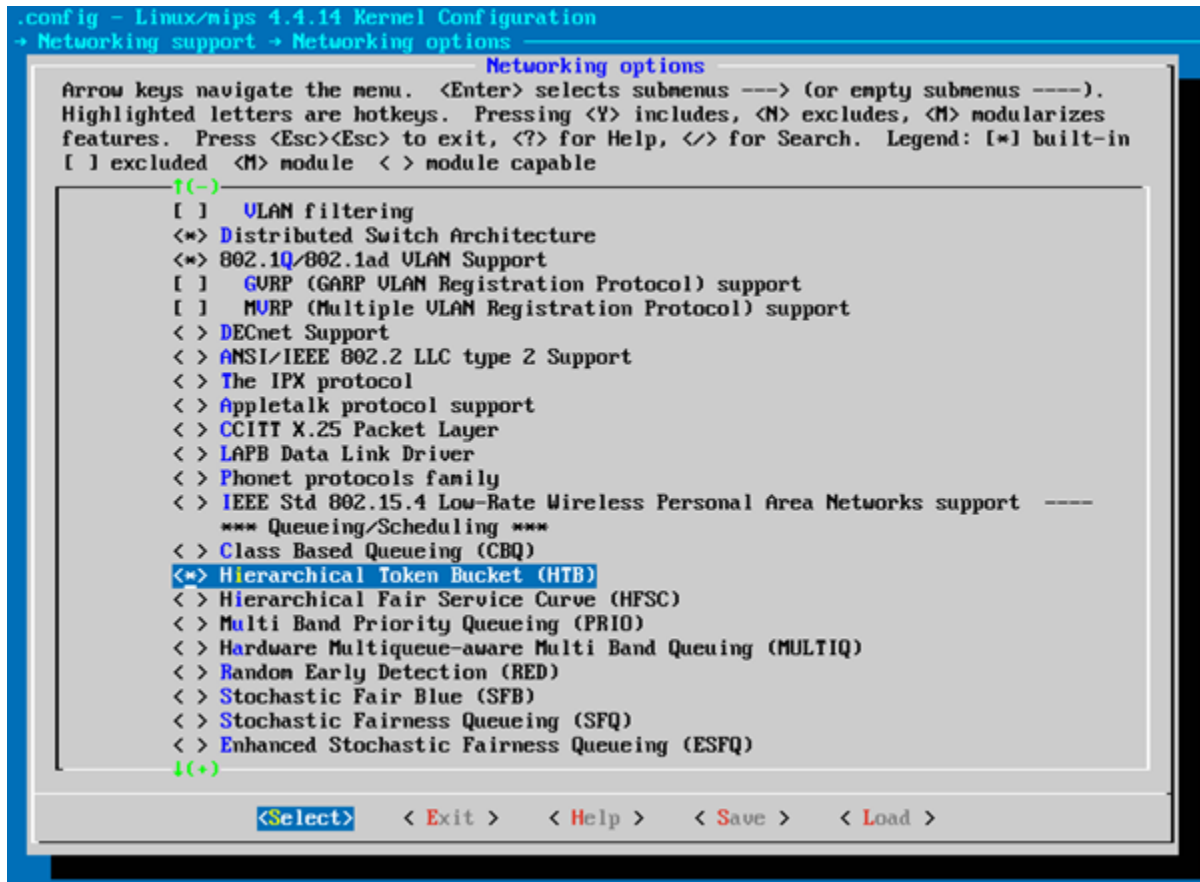 .config - Linux/mips 4.4.14 Kernel Configuration
→ Networking support → Networking options
Networking options
Arrow keys navigate the menu. <Enter> selects submenus ---> (or empty submenus ----).
Highlighted letters are hotkeys. Pressing <Y> includes, <N> excludes, <M> modularizes
features. Press <Esc><Esc> to exit, <?> for Help, </> for Search. Legend: [*] built-in
[ ] excluded <M> module < > module capable
↑(-)
[ ] VLAN filtering
<*> Distributed Switch Architecture
<*> 802.1Q/802.1ad VLAN Support
[ ] GVRP (GARP VLAN Registration Protocol) support
[ ] MVRP (Multiple VLAN Registration Protocol) support
< > DECnet Support
< > ANSI/IEEE 802.2 LLC type 2 Support
< > The IPX protocol
< > Appletalk protocol support
< > CCITT X.25 Packet Layer
< > LAPB Data Link Driver
< > Phonet protocols family
< > IEEE Std 802.15.4 Low-Rate Wireless Personal Area Networks support ----
*** Queueing/Scheduling ***
< > Class Based Queueing (CBQ)
<*> Hierarchical Token Bucket (HTB)
< > Hierarchical Fair Service Curve (HFSC)
< > Multi Band Priority Queueing (PRIO)
< > Hardware Multiqueue-aware Multi Band Queuing (MULTIQ)
< > Random Early Detection (RED)
< > Stochastic Fair Blue (SFB)
< > Stochastic Fairness Queueing (SFQ)
< > Enhanced Stochastic Fairness Queueing (ESFQ)
↓(+)
<Select> < Exit > < Help > < Save > < Load >